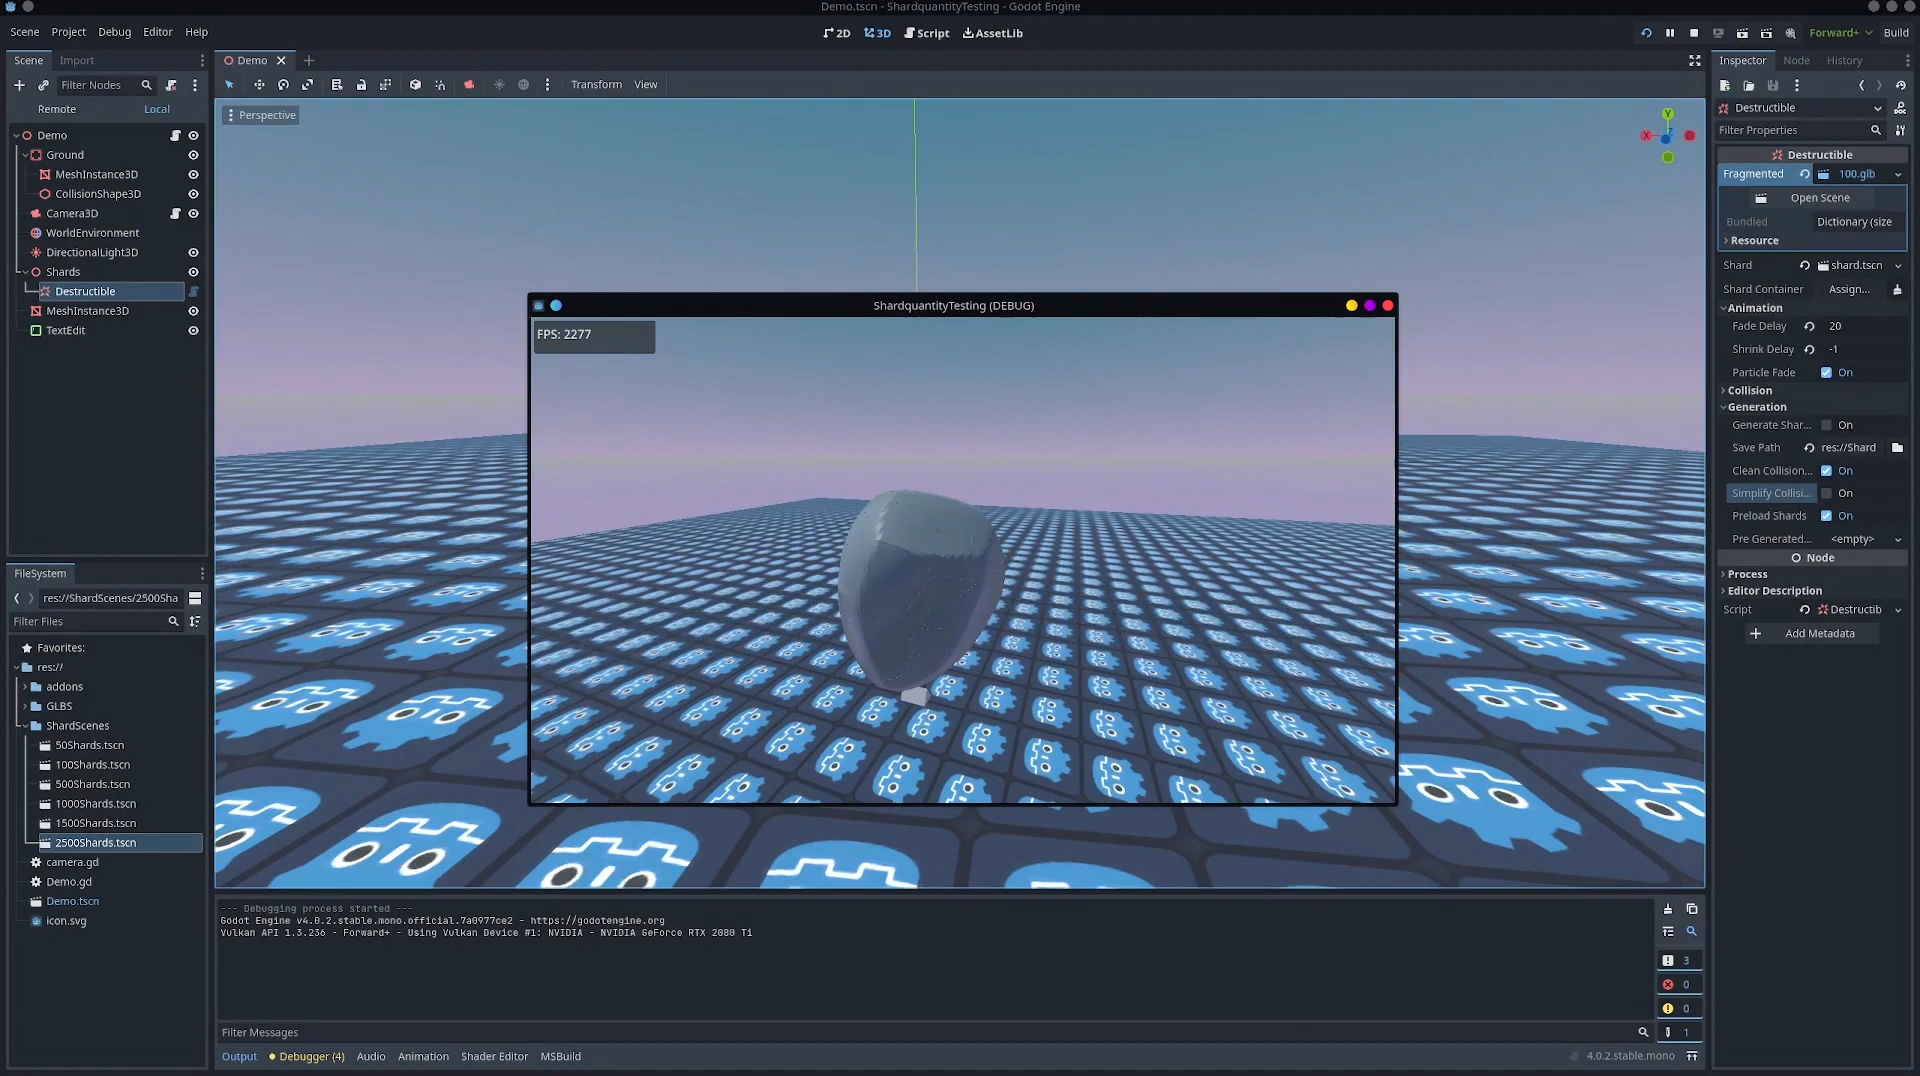 Demo.tscn - ShardquantityTesting - Godot Engine
Scene Project Debug Editor Help
2D 3D Script AssetLib
Forward+ Build
Scene Import
Filter Nodes
Remote Local
Demo
Ground
MeshInstance3D
CollisionShape3D
Camera3D
WorldEnvironment
DirectionalLight3D
Shards
Destructible
MeshInstance3D
TextEdit
FileSystem
res://ShardScenes/2500Sha
Filter Files
Favorites:
res://
addons
GLBS
ShardScenes
50Shards.tscn
100Shards.tscn
500Shards.tscn
1000Shards.tscn
1500Shards.tscn
2500Shards.tscn
camera.gd
Demo.gd
Demo.tscn
icon.svg
Demo
Transform View
Perspective
Y
X
Z
ShardquantityTesting (DEBUG)
FPS: 2277
--- Debugging process started ---
Godot Engine v4.0.2.stable.mono.official.7a0977ce2 - https://godotengine.org
Vulkan API 1.3.236 - Forward+ - Using Vulkan Device #1: NVIDIA - NVIDIA GeForce RTX 2080 Ti
3
0
0
1
Filter Messages
Output Debugger (4) Audio Animation Shader Editor MSBuild
4.0.2.stable.mono
Inspector Node History
Destructible
Filter Properties
Destructible
Fragmented 100.glb
Open Scene
Bundled Dictionary (size
Resource
Shard shard.tscn
Shard Container Assign...
Animation
Fade Delay 20
Shrink Delay -1
Particle Fade On
Collision
Generation
Generate Shar... On
Save Path res://Shard
Clean Collision... On
Simplify Collisi... On
Preload Shards On
Pre Generated... <empty>
Node
Process
Editor Description
Script Destructib
Add Metadata